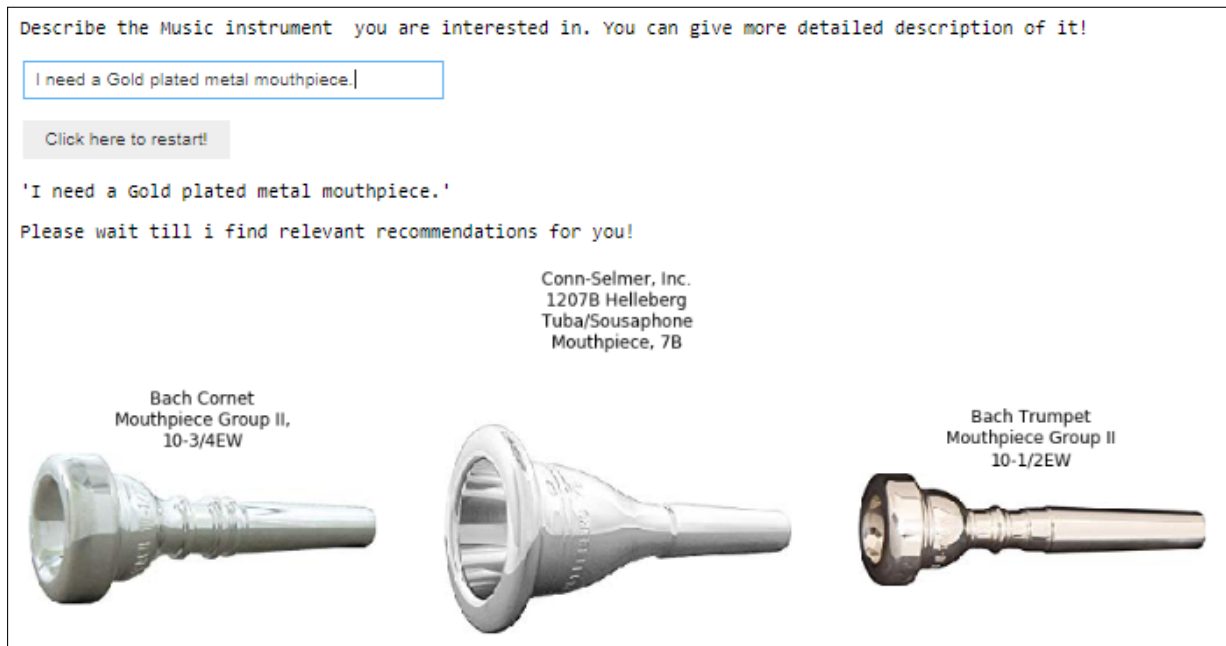 Describe the Music instrument  you are interested in. You can give more detailed description of it!
I need a Gold plated metal mouthpiece.
Click here to restart!
'I need a Gold plated metal mouthpiece.'
Please wait till i find relevant recommendations for you!
Conn-Selmer, Inc.
1207B Helleberg
Tuba/Sousaphone
Mouthpiece, 7B
Bach Cornet
Mouthpiece Group II,
10-3/4EW
Bach Trumpet
Mouthpiece Group II
10-1/2EW